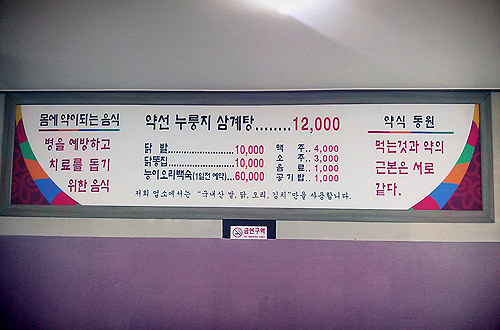 몸에 약이되는 음식
병을 예방하고
치료를 돕기
위한 음식
약선 누룽지 삼계탕........12,000
닭 발....................10,000
닭똥집..................10,000
능이오리백숙(1일전 예약)...60,000
맥 주.. 4,000
소 주.. 3,000
음 료.. 1,000
공기밥.. 1,000
저희 업소에서는 "국내산 쌀, 닭, 오리, 김치"만을 사용합니다.
약식 동원
먹는것과 약의
근본은 서로
같다.
금연구역